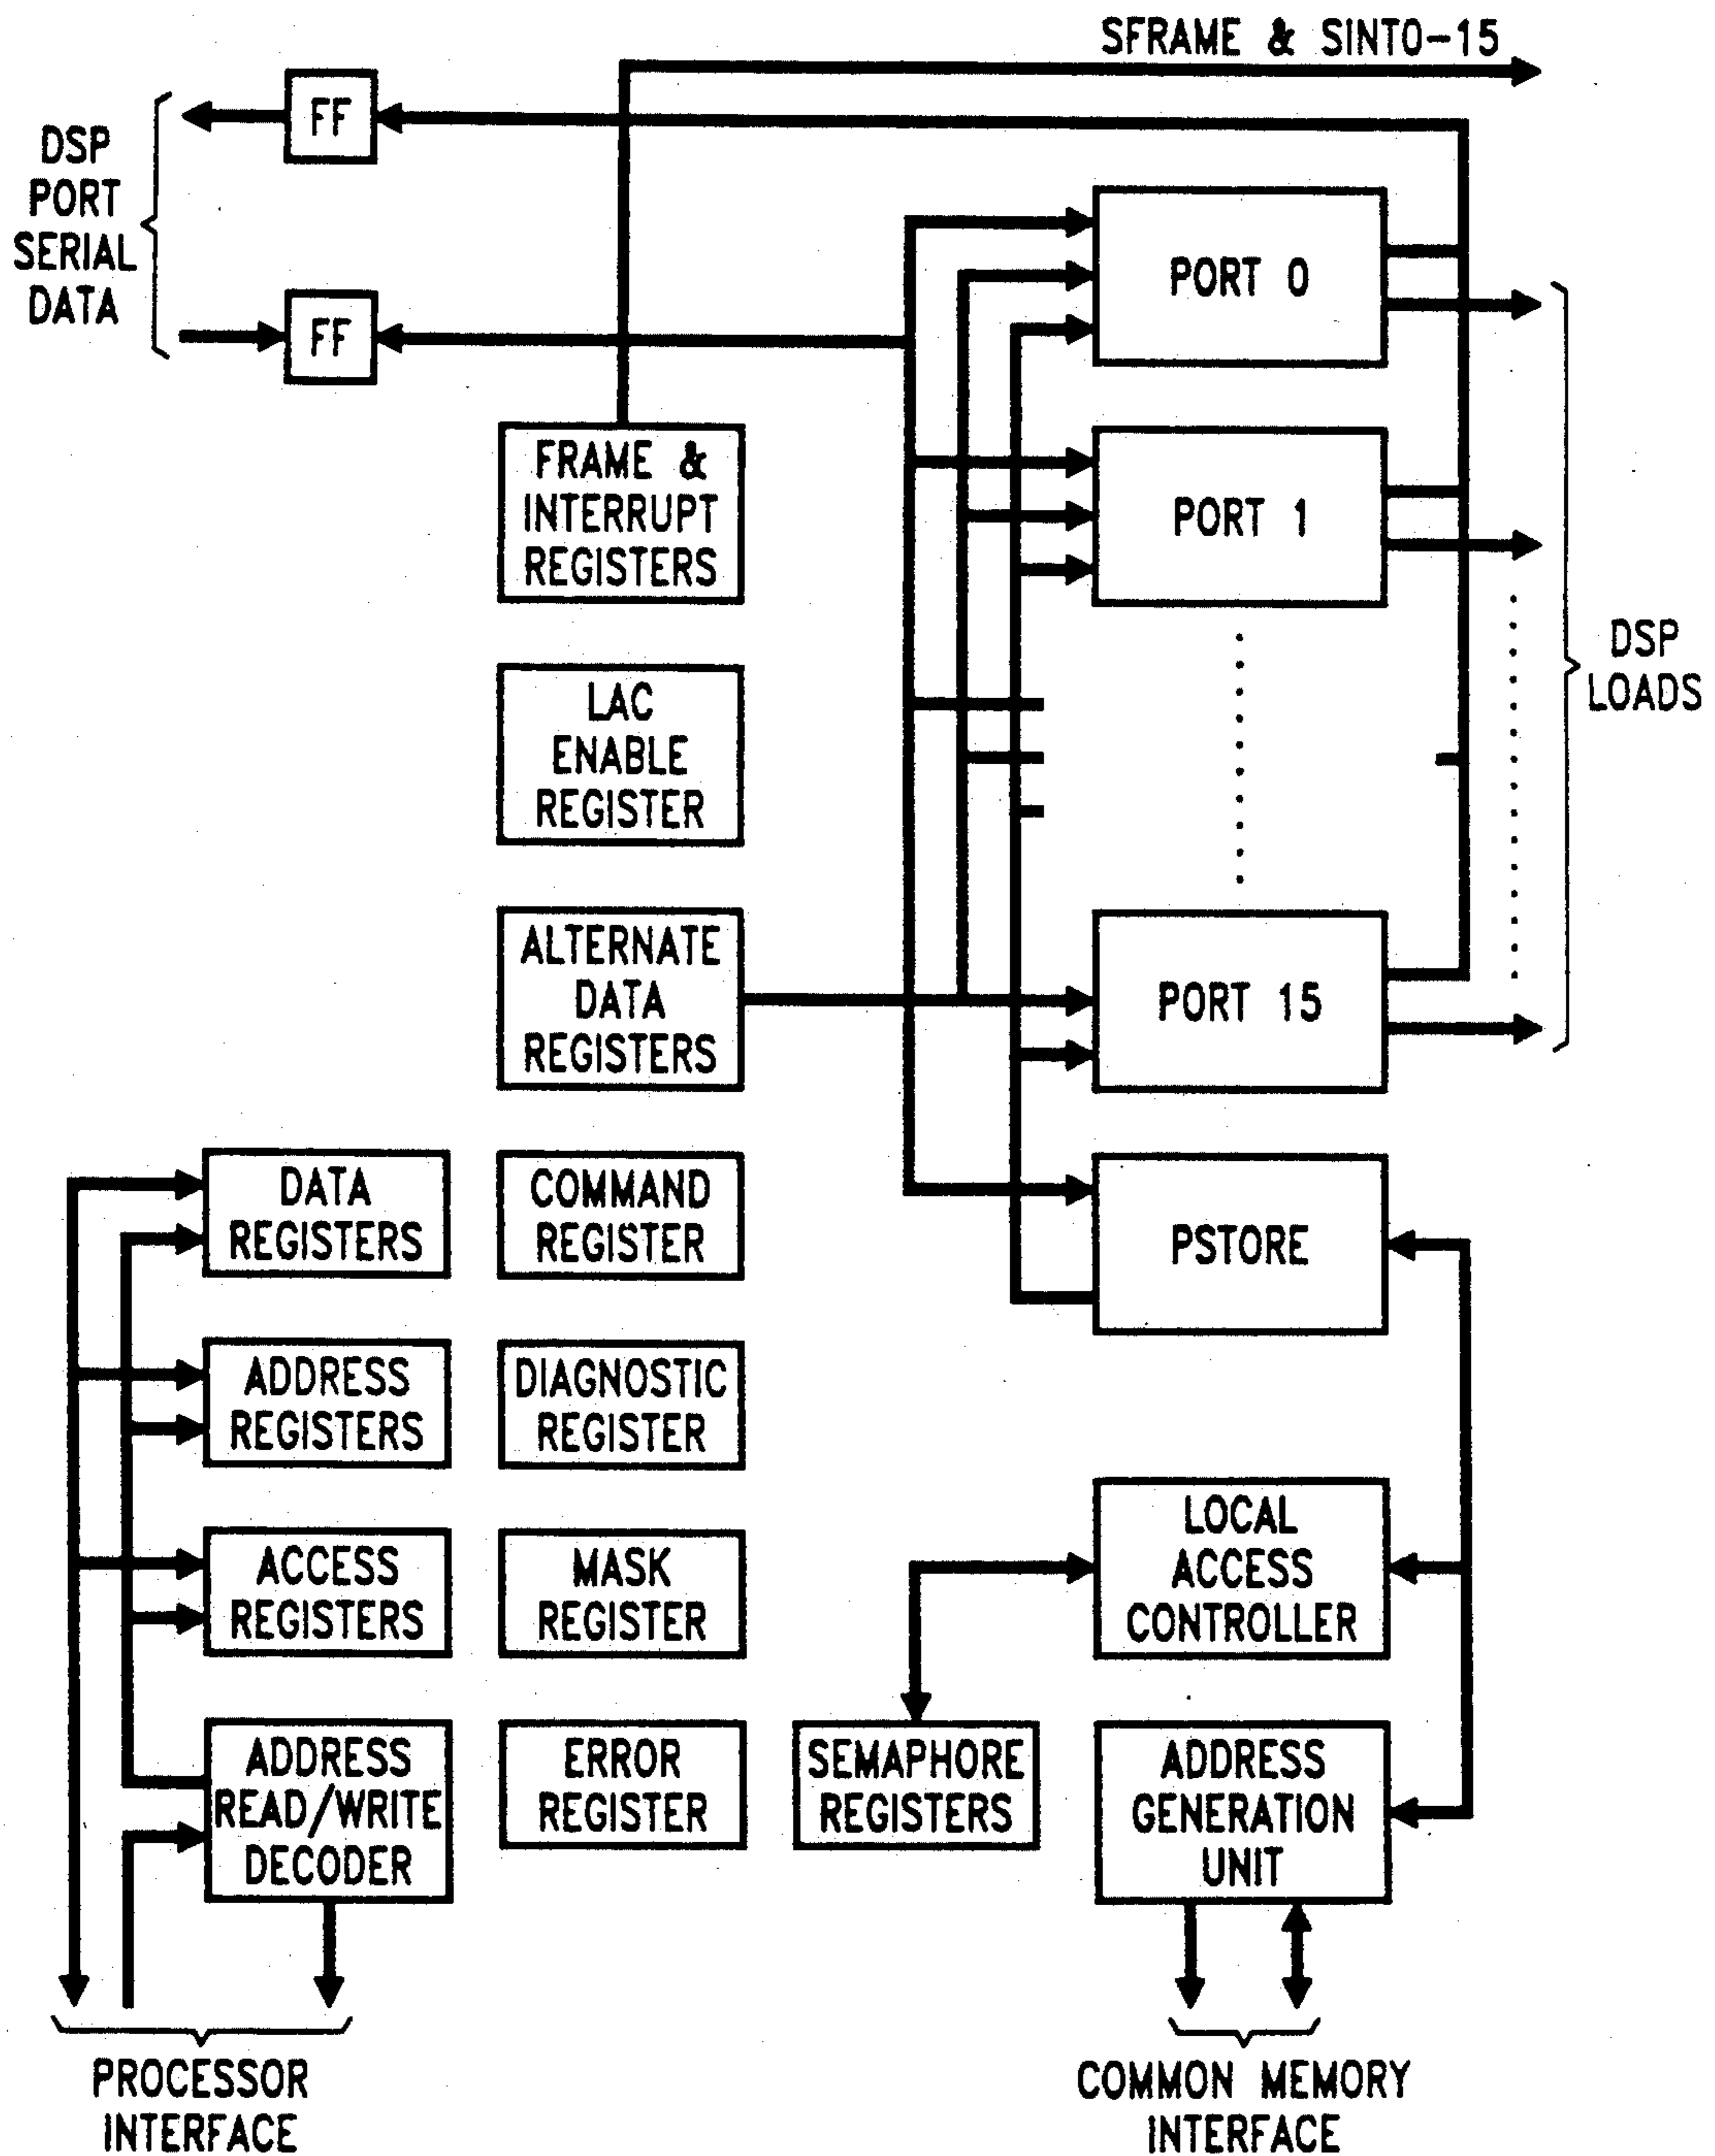 SFRAME & SINT0-15
DSP
PORT
SERIAL
DATA
FF
FF
PORT 0
FRAME &
INTERRUPT
REGISTERS
PORT 1
DSP
LOADS
LAC
ENABLE
REGISTER
ALTERNATE
DATA
REGISTERS
PORT 15
DATA
REGISTERS
COMMAND
REGISTER
PSTORE
ADDRESS
REGISTERS
DIAGNOSTIC
REGISTER
ACCESS
REGISTERS
MASK
REGISTER
LOCAL
ACCESS
CONTROLLER
ADDRESS
READ/WRITE
DECODER
ERROR
REGISTER
SEMAPHORE
REGISTERS
ADDRESS
GENERATION
UNIT
PROCESSOR
INTERFACE
COMMON MEMORY
INTERFACE